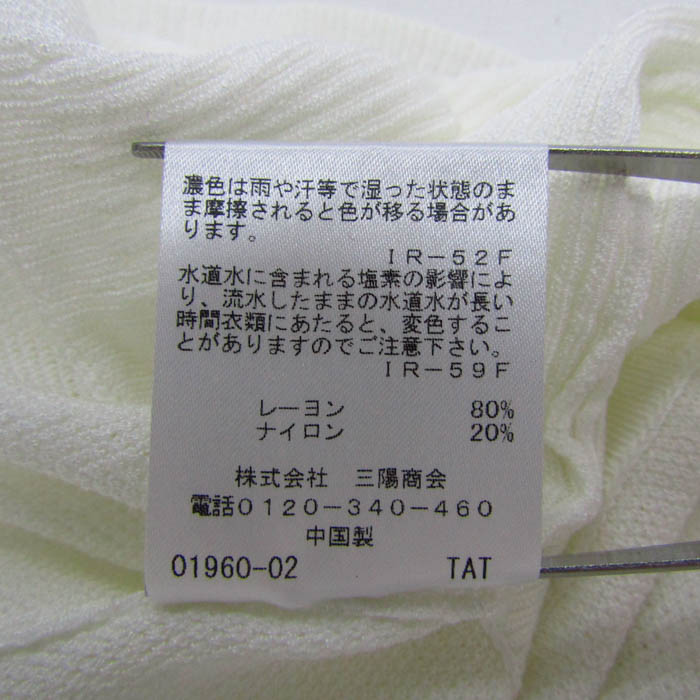 濃色は雨や汗等で湿った状態のま
ま摩擦されると色が移る場合があ
ります。
ＩＲ－５２Ｆ
水道水に含まれる塩素の影響によ
り、流水したままの水道水が長い
時間衣類にあたると、変色するこ
とがありますのでご注意下さい。
ＩＲ－５９Ｆ
レーヨン 80%
ナイロン 20%
株式会社 三陽商会
電話０１２０－３４０－４６０
中国製
01960-02 TAT